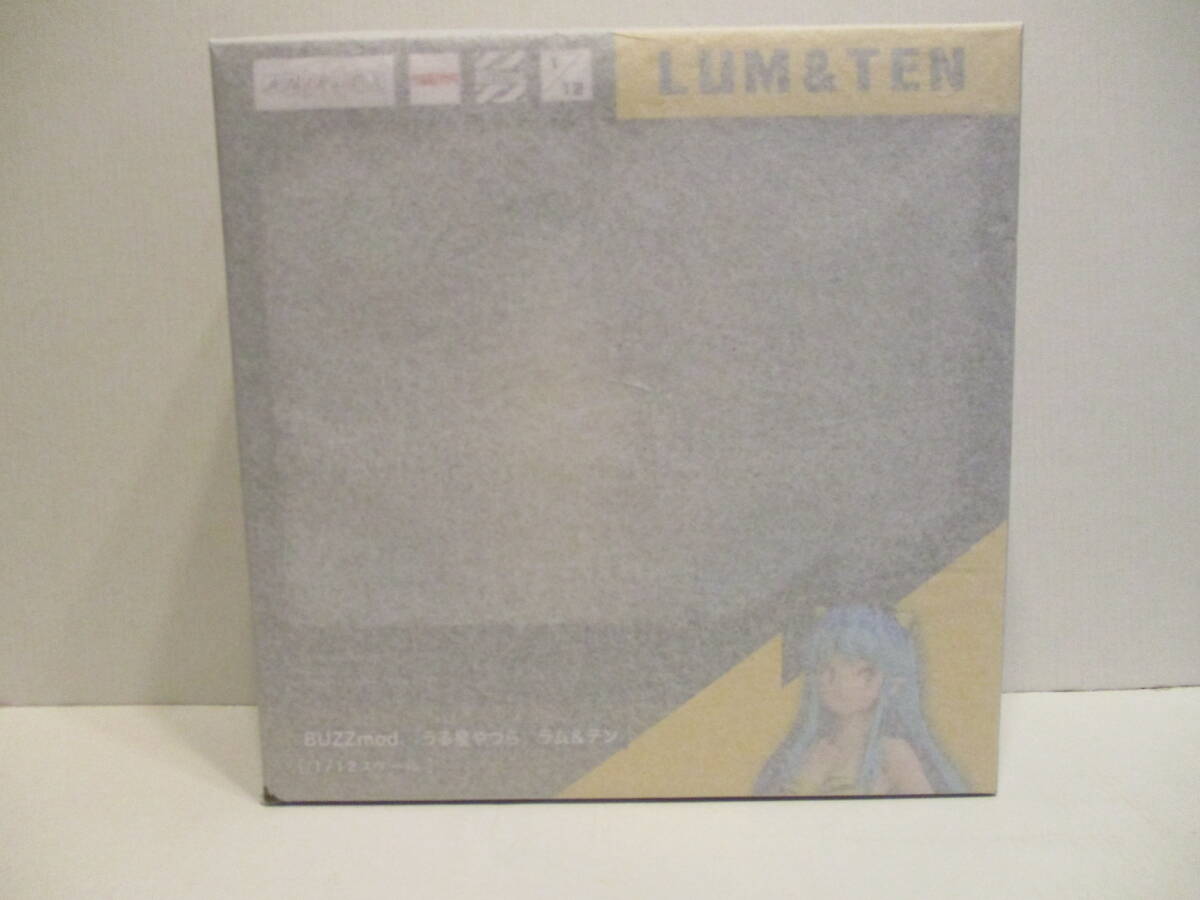 1/12
LUM&TEN
BUZZmod. うる星やつら ラム&テン
[ 1/12スケール ]